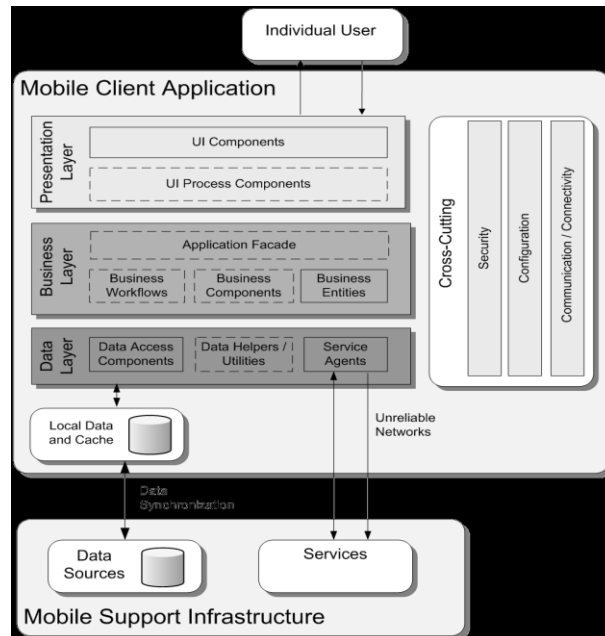 Individual User
Mobile Client Application
Presentation
Layer
UI Components
UI Process Components
Business
Layer
Application Facade
Business
Workflows
Business
Components
Business
Entities
Data
Layer
Data Access
Components
Data Helpers /
Utilities
Service
Agents
Cross-Cutting
Security
Configuration
Communication / Connectivity
Local Data
and Cache
Unreliable
Networks
Data
Synchronization
Data
Sources
Services
Mobile Support Infrastructure